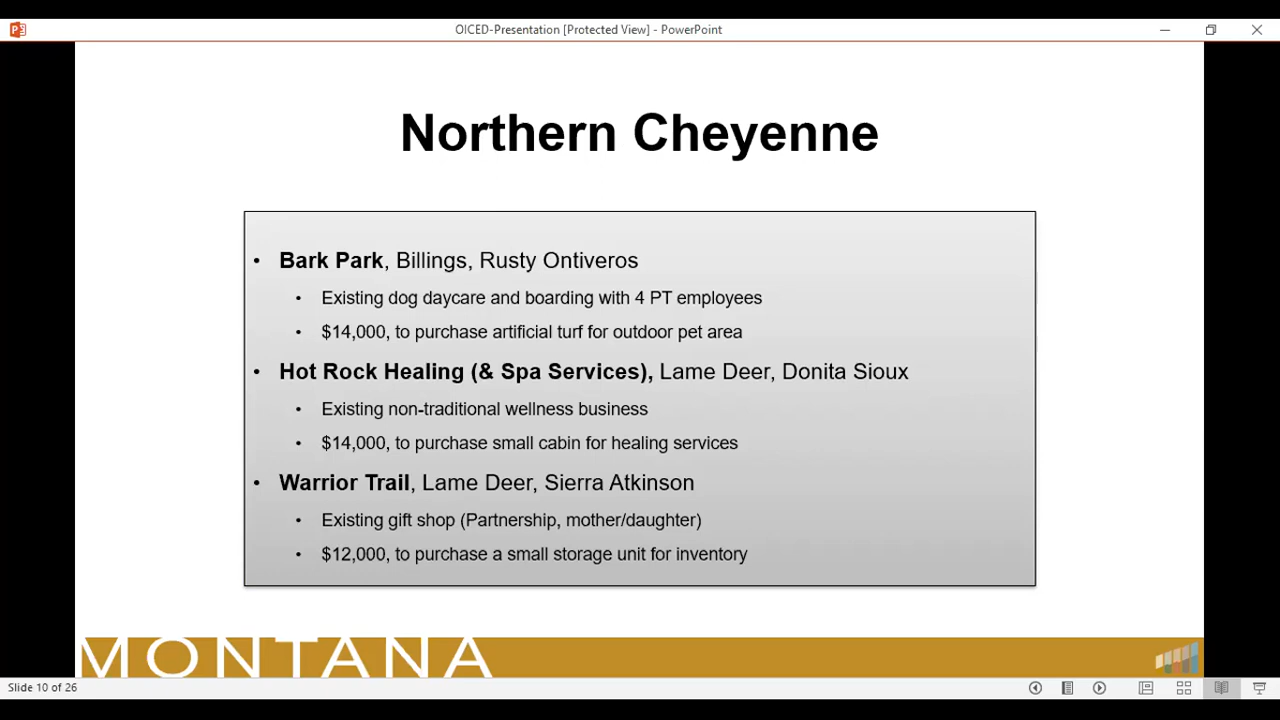 OICED-Presentation [Protected View] - PowerPoint
Northern Cheyenne
• Bark Park, Billings, Rusty Ontiveros
• Existing dog daycare and boarding with 4 PT employees
• $14,000, to purchase artificial turf for outdoor pet area
• Hot Rock Healing (& Spa Services), Lame Deer, Donita Sioux
• Existing non-traditional wellness business
• $14,000, to purchase small cabin for healing services
• Warrior Trail, Lame Deer, Sierra Atkinson
• Existing gift shop (Partnership, mother/daughter)
• $12,000, to purchase a small storage unit for inventory
MONTANA
Slide 10 of 26